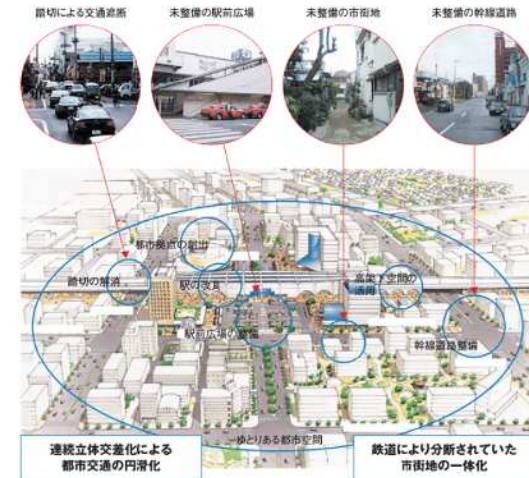 踏切による交通遮断
未整備の駅前広場
未整備の市街地
未整備の幹線道路
都市拠点の創出
踏切の解消
駅の改良
高架下空間の
活用
駅前広場の整備
幹線道路整備
ゆとりある都市空間
連続立体交差化による
都市交通の円滑化
鉄道により分断されていた
市街地の一体化